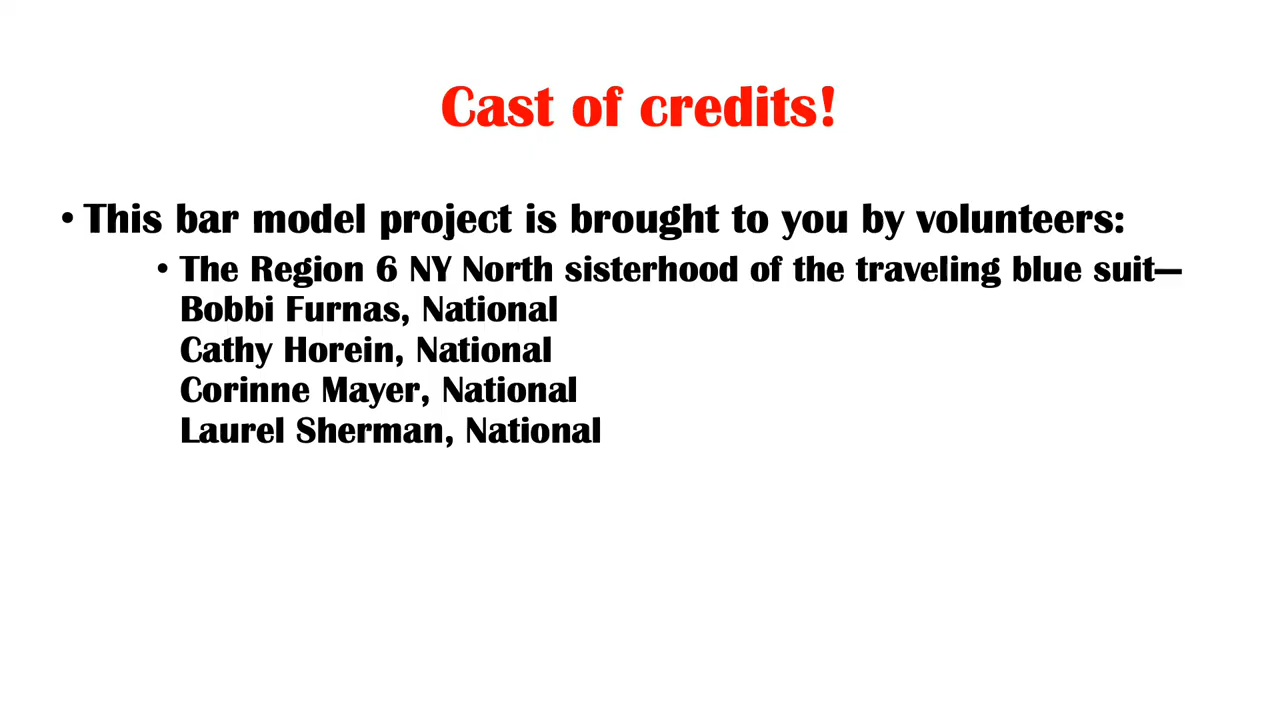 Cast of credits!
• This bar model project is brought to you by volunteers:
• The Region 6 NY North sisterhood of the traveling blue suit—
Bobbi Furnas, National
Cathy Horein, National
Corinne Mayer, National
Laurel Sherman, National